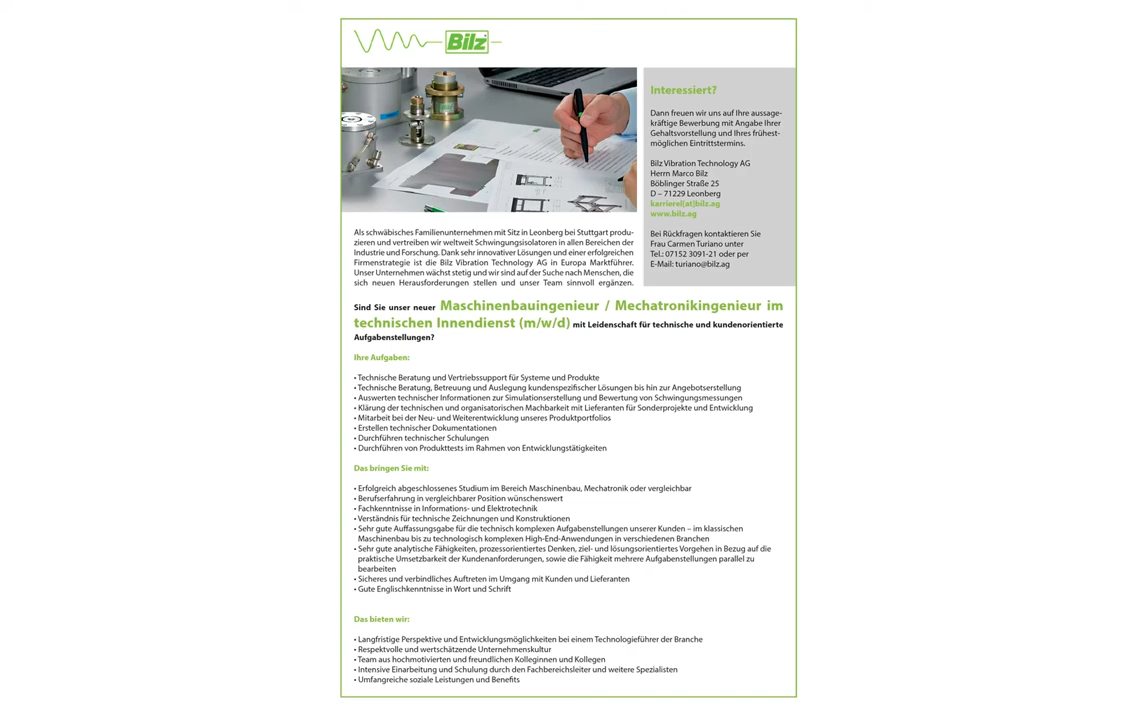 Bilz
Interessiert?
Dann freuen wir uns auf Ihre aussage-
kräftige Bewerbung mit Angabe Ihrer
Gehaltsvorstellung und Ihres frühest-
möglichen Eintrittstermins.
Bilz Vibration Technology AG
Herrn Marco Bilz
Böblinger Straße 25
D – 71229 Leonberg
karriere[at]bilz.ag
www.bilz.ag
Bei Rückfragen kontaktieren Sie
Frau Carmen Turiano unter
Tel.: 07152 3091-21 oder per
E-Mail: turiano@bilz.ag
Als schwäbisches Familienunternehmen mit Sitz in Leonberg bei Stuttgart produ-
zieren und vertreiben wir weltweit Schwingungsisolatoren in allen Bereichen der
Industrie und Forschung. Dank sehr innovativer Lösungen und einer erfolgreichen
Firmenstrategie ist die Bilz Vibration Technology AG in Europa Marktführer.
Unser Unternehmen wächst stetig und wir sind auf der Suche nach Menschen, die
sich neuen Herausforderungen stellen und unser Team sinnvoll ergänzen.
Sind Sie unser neuer Maschinenbauingenieur / Mechatronikingenieur im
technischen Innendienst (m/w/d) mit Leidenschaft für technische und kundenorientierte
Aufgabenstellungen?
Ihre Aufgaben:
• Technische Beratung und Vertriebssupport für Systeme und Produkte
• Technische Beratung, Betreuung und Auslegung kundenspezifischer Lösungen bis hin zur Angebotserstellung
• Auswerten technischer Informationen zur Simulationserstellung und Bewertung von Schwingungsmessungen
• Klärung der technischen und organisatorischen Machbarkeit mit Lieferanten für Sonderprojekte und Entwicklung
• Mitarbeit bei der Neu- und Weiterentwicklung unseres Produktportfolios
• Erstellen technischer Dokumentationen
• Durchführen technischer Schulungen
• Durchführen von Produkttests im Rahmen von Entwicklungstätigkeiten
Das bringen Sie mit:
• Erfolgreich abgeschlossenes Studium im Bereich Maschinenbau, Mechatronik oder vergleichbar
• Berufserfahrung in vergleichbarer Position wünschenswert
• Fachkenntnisse in Informations- und Elektrotechnik
• Verständnis für technische Zeichnungen und Konstruktionen
• Sehr gute Auffassungsgabe für die technisch komplexen Aufgabenstellungen unserer Kunden – im klassischen
Maschinenbau bis zu technologisch komplexen High-End-Anwendungen in verschiedenen Branchen
• Sehr gute analytische Fähigkeiten, prozessorientiertes Denken, ziel- und lösungsorientiertes Vorgehen in Bezug auf die
praktische Umsetzbarkeit der Kundenanforderungen, sowie die Fähigkeit mehrere Aufgabenstellungen parallel zu
bearbeiten
• Sicheres und verbindliches Auftreten im Umgang mit Kunden und Lieferanten
• Gute Englischkenntnisse in Wort und Schrift
Das bieten wir:
• Langfristige Perspektive und Entwicklungsmöglichkeiten bei einem Technologieführer der Branche
• Respektvolle und wertschätzende Unternehmenskultur
• Team aus hochmotivierten und freundlichen Kolleginnen und Kollegen
• Intensive Einarbeitung und Schulung durch den Fachbereichsleiter und weitere Spezialisten
• Umfangreiche soziale Leistungen und Benefits